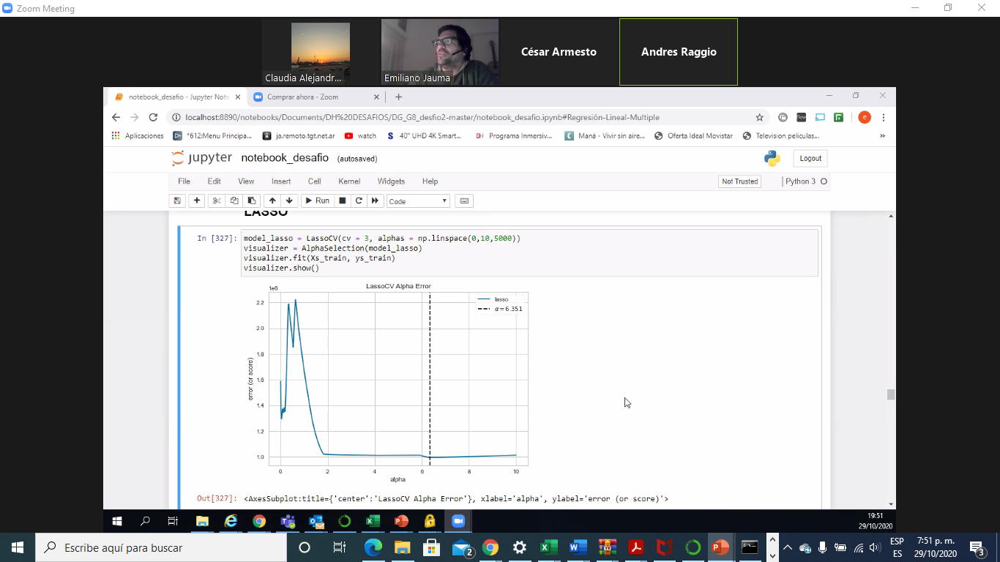 Zoom Meeting
Claudia Alejandr...
Emiliano Jauma
César Armesto
Andres Raggio
notebook_desafio - Jupyter Note
Comprar ahora - Zoom
localhost:8890/notebooks/Documents/DH%20DESAFIOS/DG_G8_desfio2-master/notebook_desafio.ipynb#Regresión-Lineal-Multiple
e
Aplicaciones
*612:Menu Principa...
ja.remoto.tgt.net.ar
watch
40" UHD 4K Smart...
Programa Inmersiv...
Maná - Vivir sin aire...
Oferta Ideal Movistar
Television peliculas...
»
jupyter notebook_desafio (autosaved)
Logout
File Edit View Insert Cell Kernel Widgets Help
Not Trusted
Python 3
Run
Code
LASSO
In [327]: model_lasso = LassoCV(cv = 3, alphas = np.linspace(0,10,5000))
visualizer = AlphaSelection(model_lasso)
visualizer.fit(Xs_train, ys_train)
visualizer.show()
LassoCV Alpha Error
1e6
lasso
α=6.351
2.2
2.0
1.8
1.6
1.4
1.2
1.0
error (or score)
0 2 4 6 8 10
alpha
Out[327]: <AxesSubplot:title={'center':'LassoCV Alpha Error'}, xlabel='alpha', ylabel='error (or score)'>
19:51
29/10/2020
Escribe aquí para buscar
2
ESP
ES
7:51 p. m.
29/10/2020
3